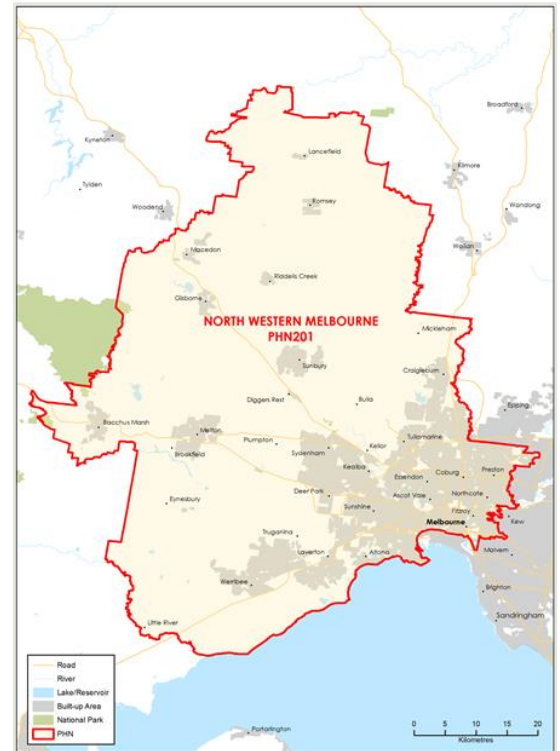 Broadford
Kyneton
Lancefield
Kilmore
Tylden
Romsey
Wandong
Woodend
Wallan
Macedon
Riddells Creek
Gisborne
NORTH WESTERN MELBOURNE
PHN201
Mickleham
Sunbury
Craigieburn
Diggers Rest
Bulla
Epping
Bacchus Marsh
Melton
Tullamarine
Plumpton
Keilor
Brookfield
Sydenham
Coburg
Preston
Kealba
Essendon
Eynesbury
Deer Park
Ascot Vale
Northcote
Sunshine
Fitzroy
Melbourne
Kew
Truganina
Laverton
Altona
Malvern
Werribee
Brighton
Little River
Sandringham
Road
River
Lake/Reservoir
Built-up Area
National Park
PHN
Portarlington
0 5 10 15 20
Kilometres